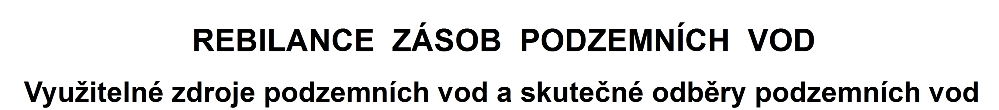 REBILANCE ZÁSOB PODZEMNÍCH VOD
Využitelné zdroje podzemních vod a skutečné odběry podzemních vod